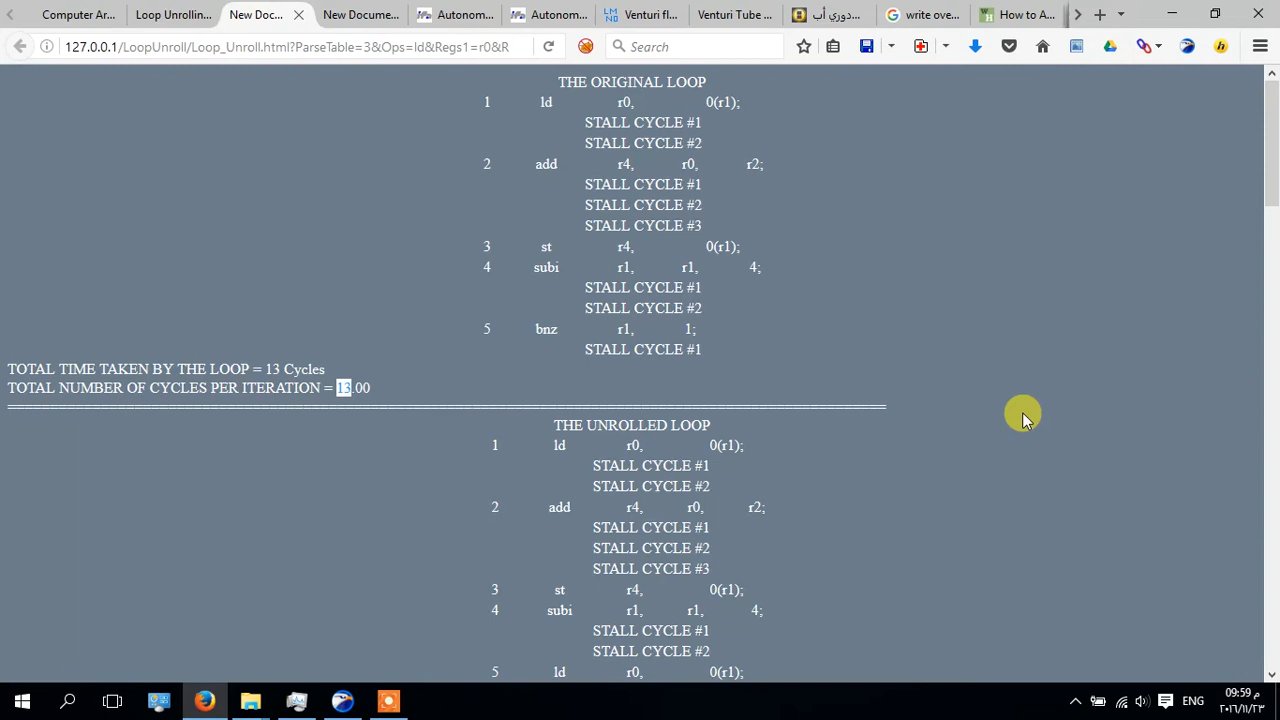 Computer Ar... Loop Unrollin... New Doc... New Docume... Autonom... Autonom... Venturi fl... Venturi Tube ... دوري أب... write ove... How to A...
127.0.0.1/LoopUnroll/Loop_Unroll.html?ParseTable=3&Ops=ld&Regs1=r0&R Search
THE ORIGINAL LOOP
1 ld r0, 0(r1);
STALL CYCLE #1
STALL CYCLE #2
2 add r4, r0, r2;
STALL CYCLE #1
STALL CYCLE #2
STALL CYCLE #3
3 st r4, 0(r1);
4 subi r1, r1, 4;
STALL CYCLE #1
STALL CYCLE #2
5 bnz r1, 1;
STALL CYCLE #1
TOTAL TIME TAKEN BY THE LOOP = 13 Cycles
TOTAL NUMBER OF CYCLES PER ITERATION = 13.00
THE UNROLLED LOOP
1 ld r0, 0(r1);
STALL CYCLE #1
STALL CYCLE #2
2 add r4, r0, r2;
STALL CYCLE #1
STALL CYCLE #2
STALL CYCLE #3
3 st r4, 0(r1);
4 subi r1, r1, 4;
STALL CYCLE #1
STALL CYCLE #2
5 ld r0, 0(r1);
ENG
09:59 م
٢٠١٦/١١/٢٣